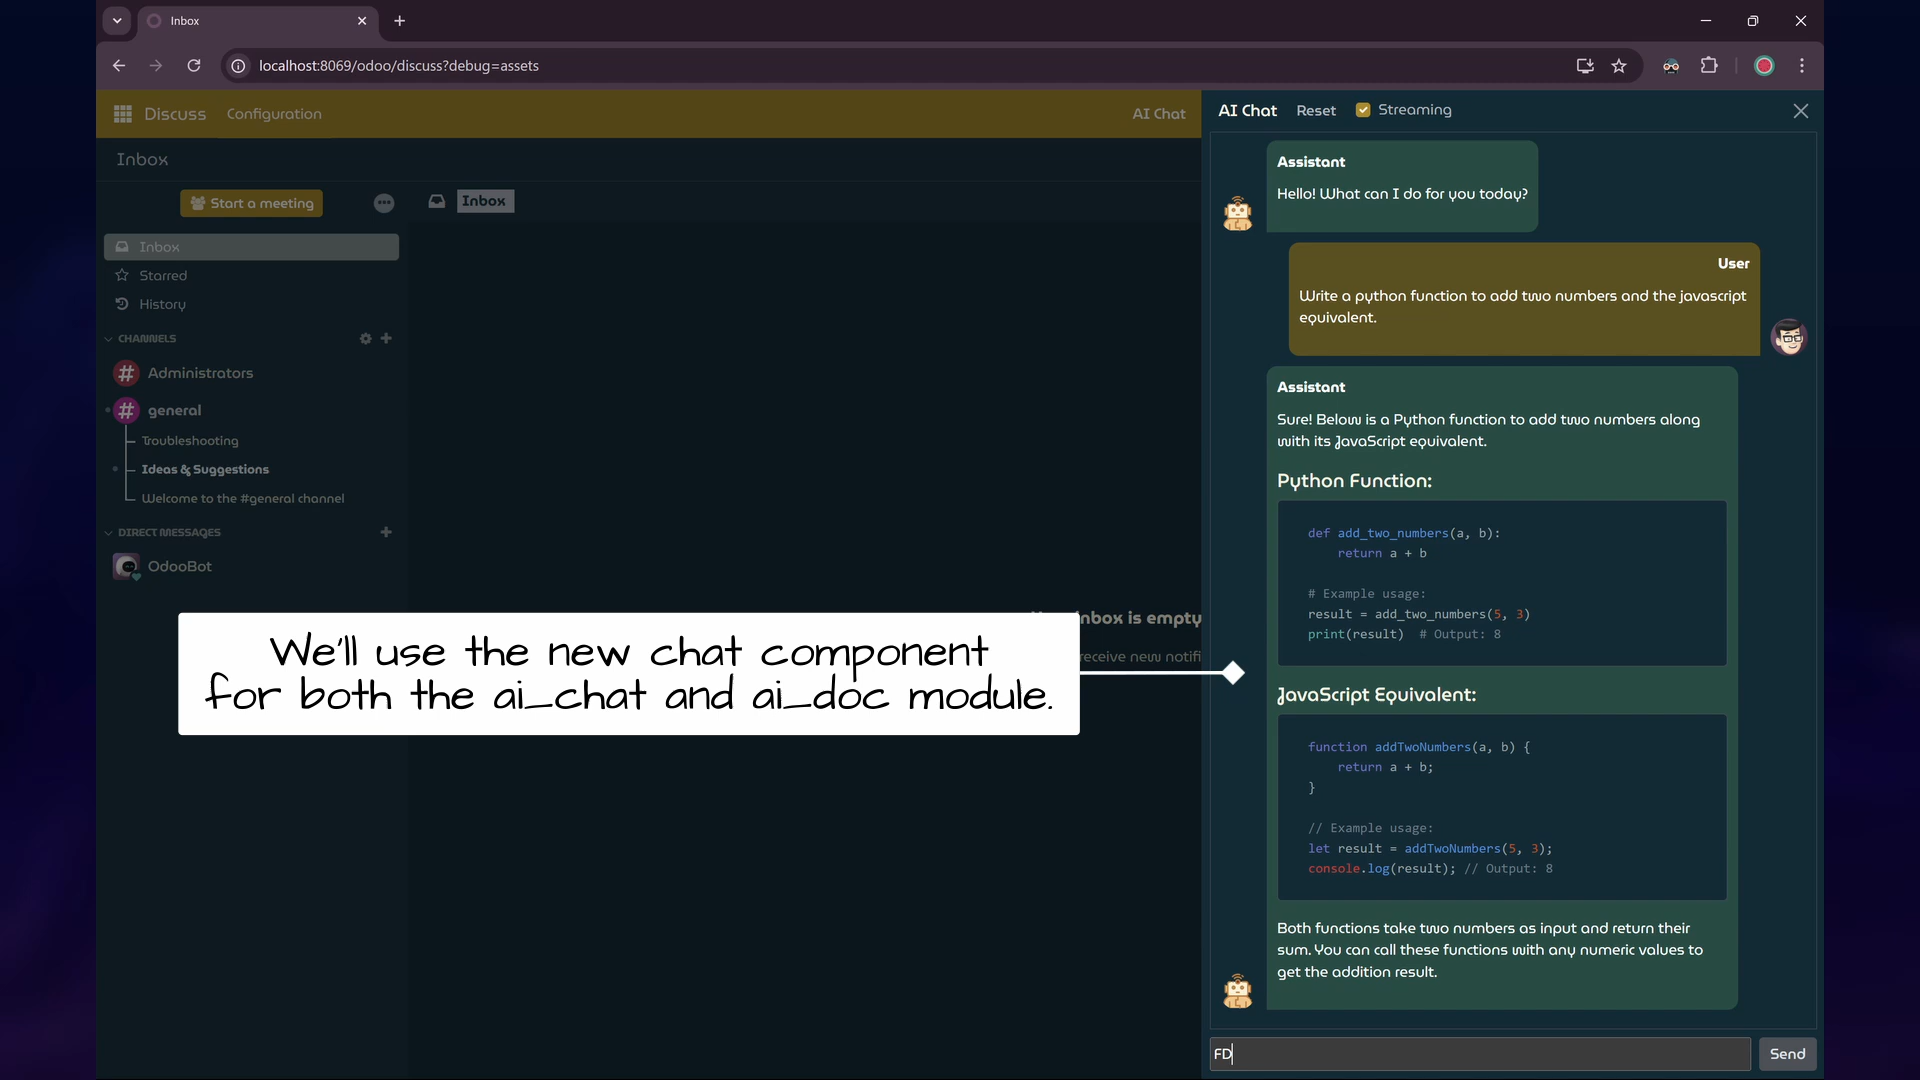 Inbox
localhost:8069/odoo/discuss?debug=assets
Discuss
Configuration
AI Chat
Inbox
Start a meeting
Inbox
Inbox
Starred
History
CHANNELS
Administrators
general
Troubleshooting
Ideas & Suggestions
Welcome to the #general channel
DIRECT MESSAGES
OdooBot
inbox is empty
receive new notifi
We'll use the new chat component
for both the ai_chat and ai_doc module.
AI Chat
Reset
Streaming
Assistant
Hello! What can I do for you today?
User
Write a python function to add two numbers and the javascript
equivalent.
Assistant
Sure! Below is a Python function to add two numbers along
with its JavaScript equivalent.
Python Function:
def add_two_numbers(a, b):
    return a + b
# Example usage:
result = add_two_numbers(5, 3)
print(result)  # Output: 8
JavaScript Equivalent:
function addTwoNumbers(a, b) {
    return a + b;
}
// Example usage:
let result = addTwoNumbers(5, 3);
console.log(result); // Output: 8
Both functions take two numbers as input and return their
sum. You can call these functions with any numeric values to
get the addition result.
FD
Send